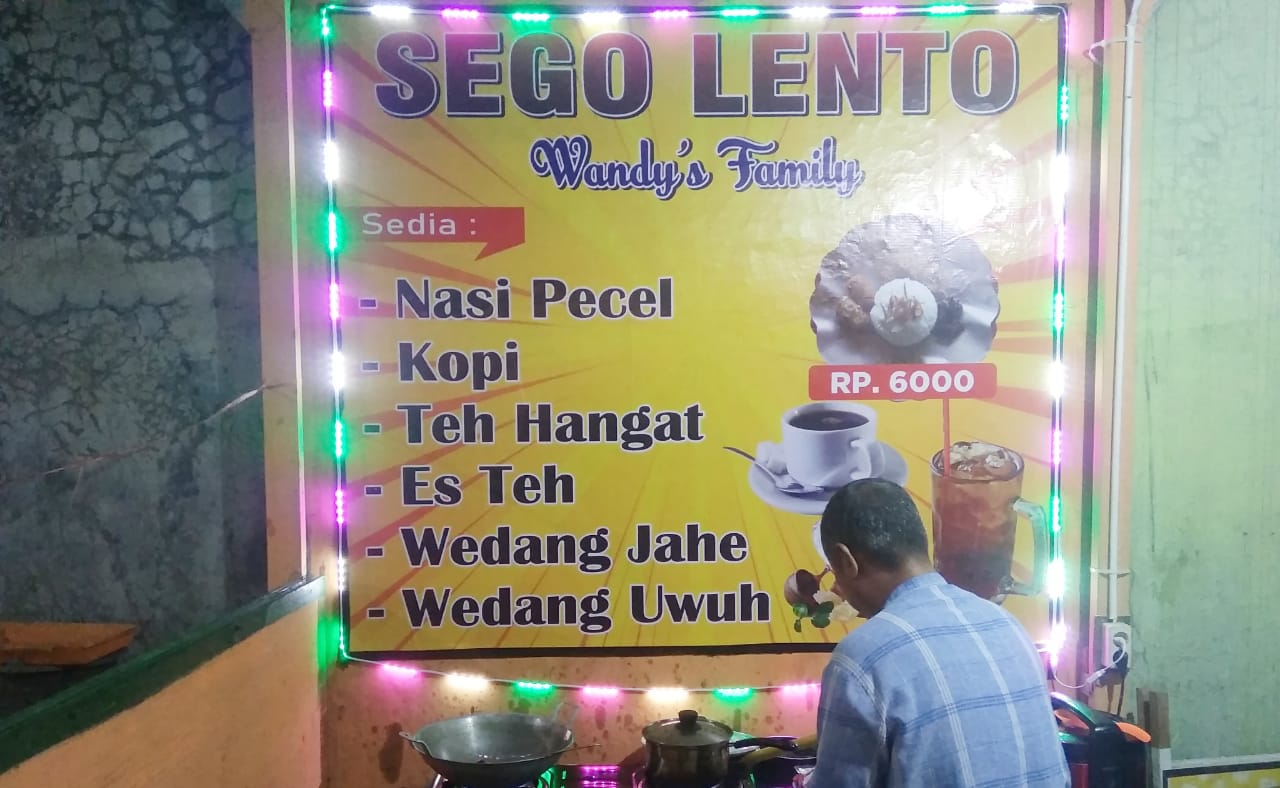 SEGO LENTO
Wandy's Family
Sedia :
- Nasi Pecel
- Kopi
- Teh Hangat
- Es Teh
- Wedang Jahe
- Wedang Uwuh
RP. 6000